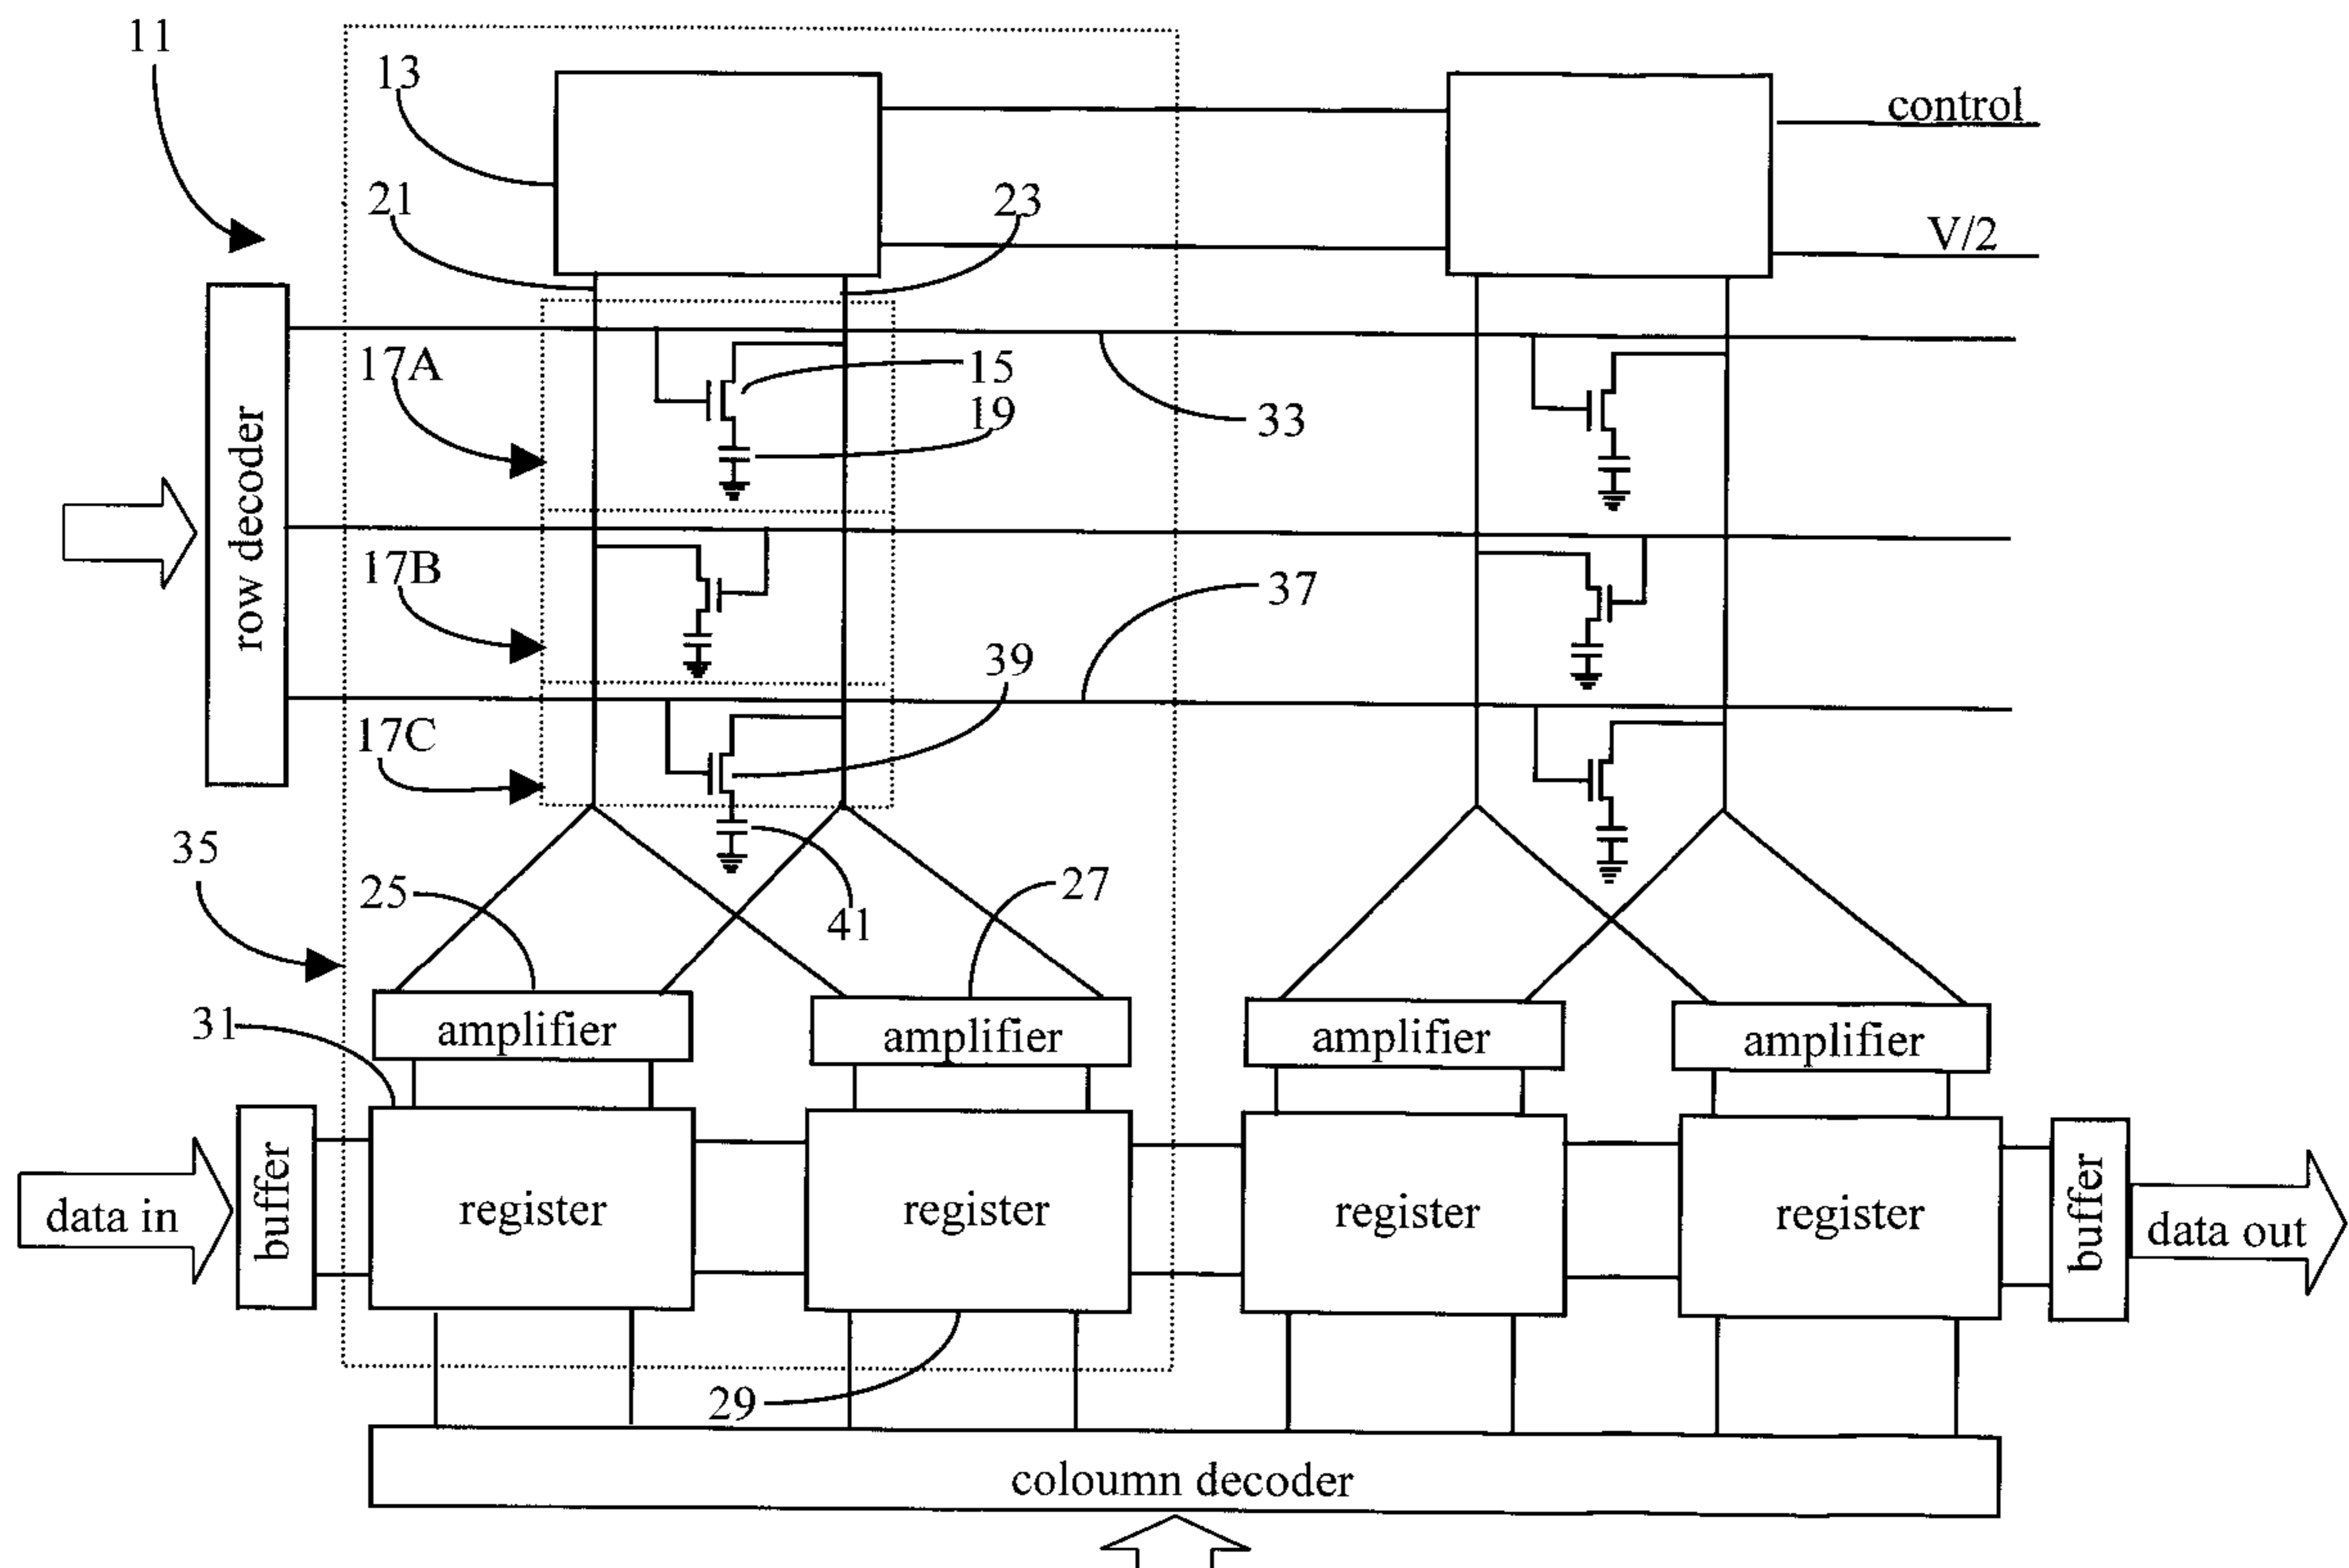 11
13
control
21
23
V/2
17A
15
19
33
row decoder
17B
37
39
17C
35
25
41
27
31
amplifier
amplifier
amplifier
amplifier
data in
buffer
register
register
register
register
buffer
data out
29
coloumn decoder